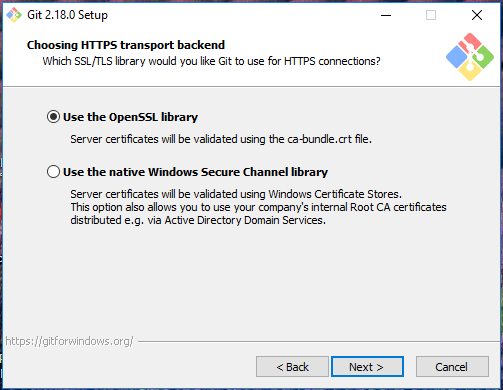 Git 2.18.0 Setup
Choosing HTTPS transport backend
Which SSL/TLS library would you like Git to use for HTTPS connections?
Use the OpenSSL library
Server certificates will be validated using the ca-bundle.crt file.
Use the native Windows Secure Channel library
Server certificates will be validated using Windows Certificate Stores.
This option also allows you to use your company's internal Root CA certificates
distributed e.g. via Active Directory Domain Services.
https://gitforwindows.org/
< Back
Next >
Cancel